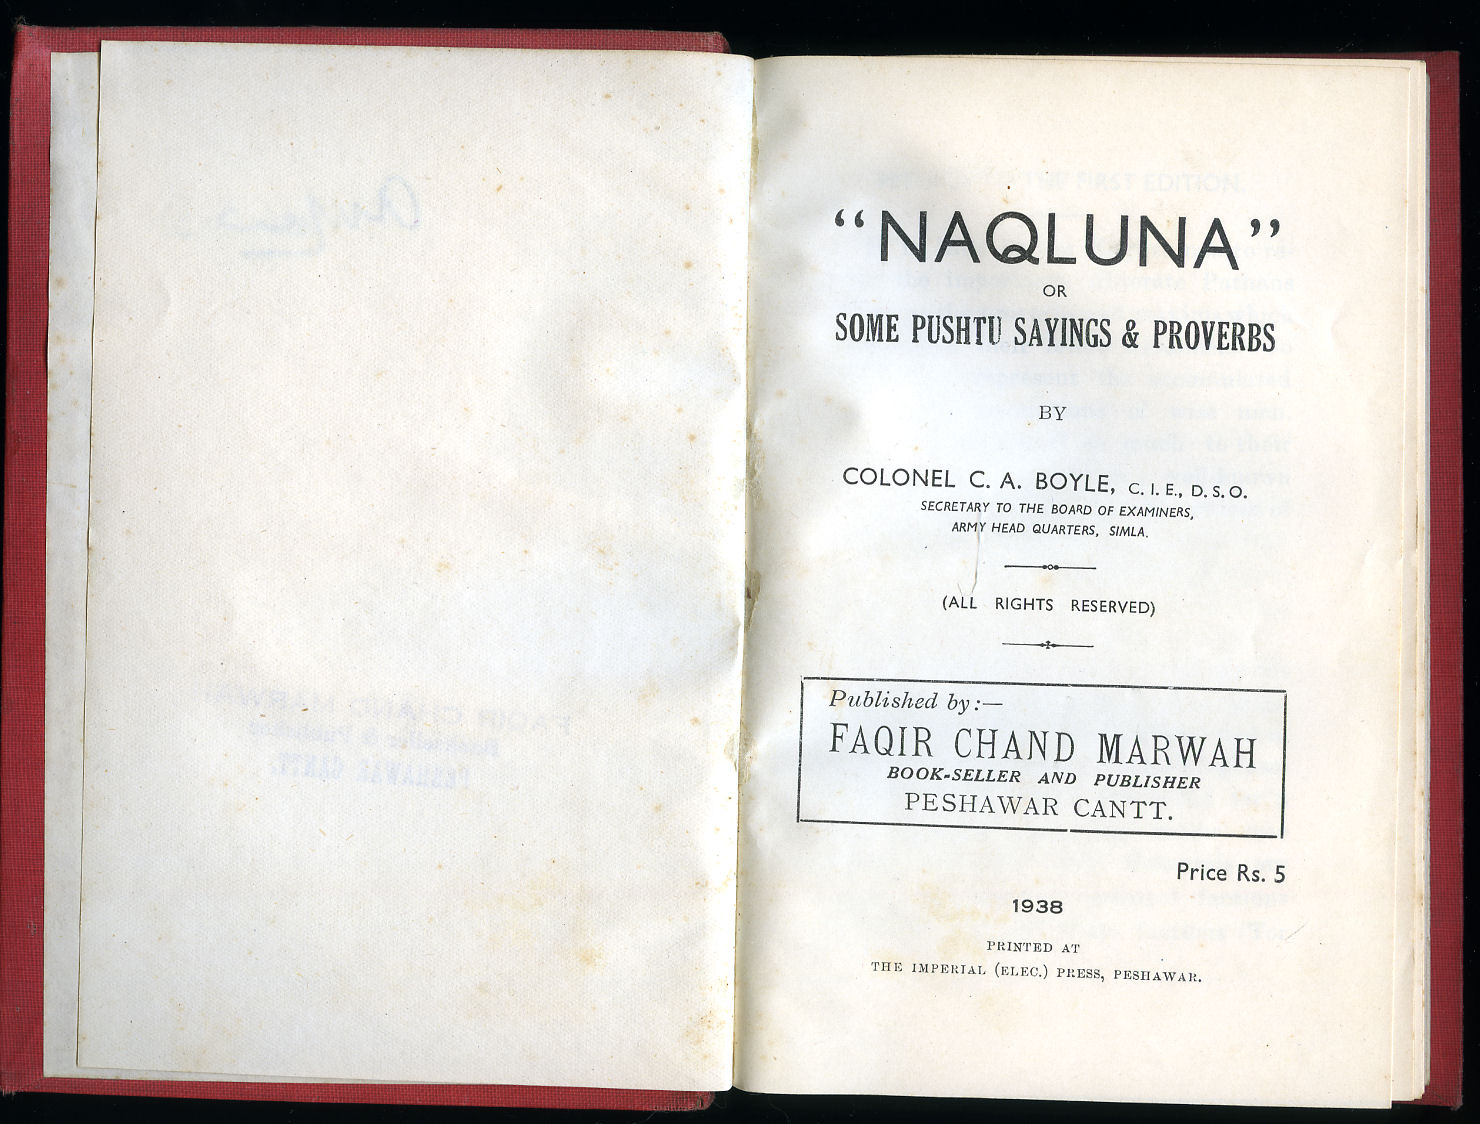 “NAQLUNA”
OR
SOME PUSHTU SAYINGS & PROVERBS
BY
COLONEL C. A. BOYLE, C. I. E., D. S. O.
SECRETARY TO THE BOARD OF EXAMINERS,
ARMY HEAD QUARTERS, SIMLA.
(ALL RIGHTS RESERVED)
Published by:—
FAQIR CHAND MARWAH
BOOK-SELLER AND PUBLISHER
PESHAWAR CANTT.
Price Rs. 5
1938
PRINTED AT
THE IMPERIAL (ELEC.) PRESS, PESHAWAR.